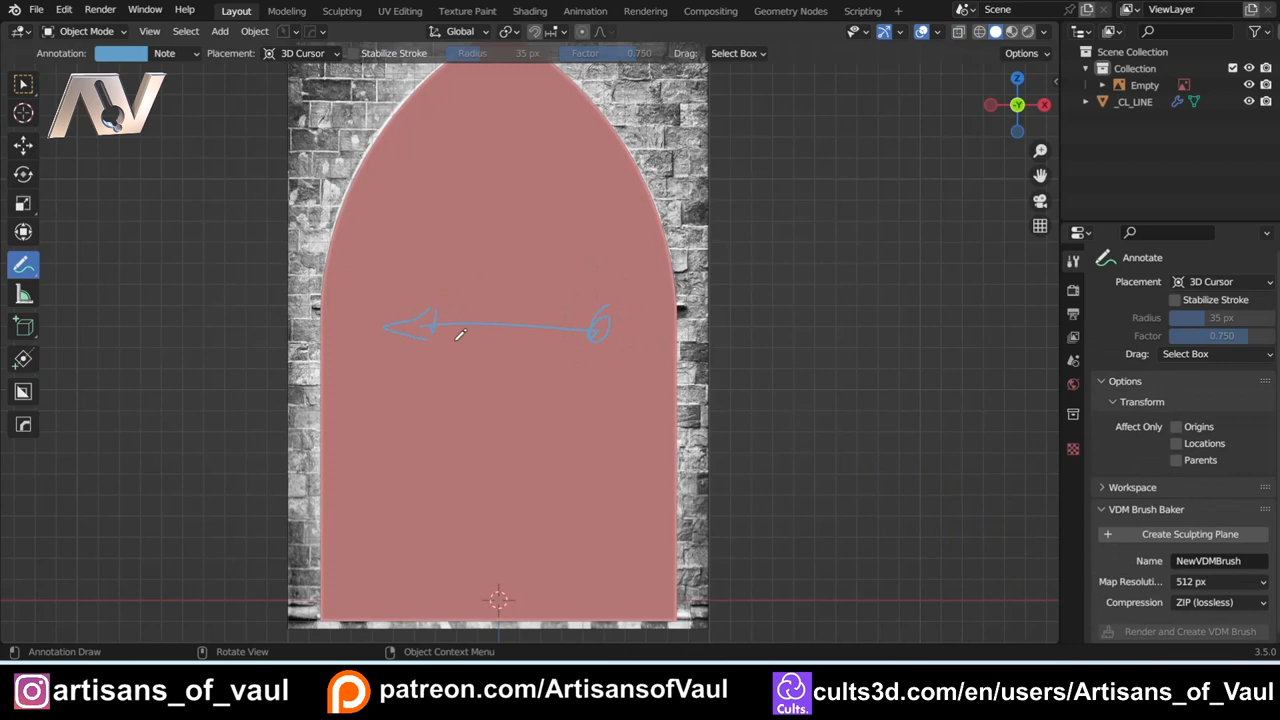 File Edit Render Window Help Layout Modeling Sculpting UV Editing Texture Paint Shading Animation Rendering Compositing Geometry Nodes Scripting + Scene ViewLayer
Object Mode View Select Add Object Global Options
Annotation: Note Placement: 3D Cursor Stabilize Stroke Radius 35 px Factor 0.750 Drag: Select Box
Z
-Y
X
Scene Collection
Collection
Empty
_CL_LINE
Annotate
Placement 3D Cursor
Stabilize Stroke
Radius 35 px
Factor 0.750
Drag: Select Box
Options
Transform
Affect Only Origins
Locations
Parents
Workspace
VDM Brush Baker
Create Sculpting Plane
Name NewVDMBrush
Map Resoluti... 512 px
Compression ZIP (lossless)
Render and Create VDM Brush
Annotation Draw Rotate View Object Context Menu 3.5.0
artisans_of_vaul patreon.com/ArtisansofVaul Cults. cults3d.com/en/users/Artisans_of_Vaul